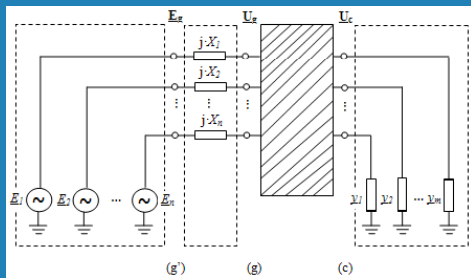 E_g U_g U_c
j·X_1
j·X_2
⋮ ⋮ ⋮ ⋮
j·X_n
E_1 E_2 ... E_n y_1 y_2 ... y_m
(g') (g) (c)